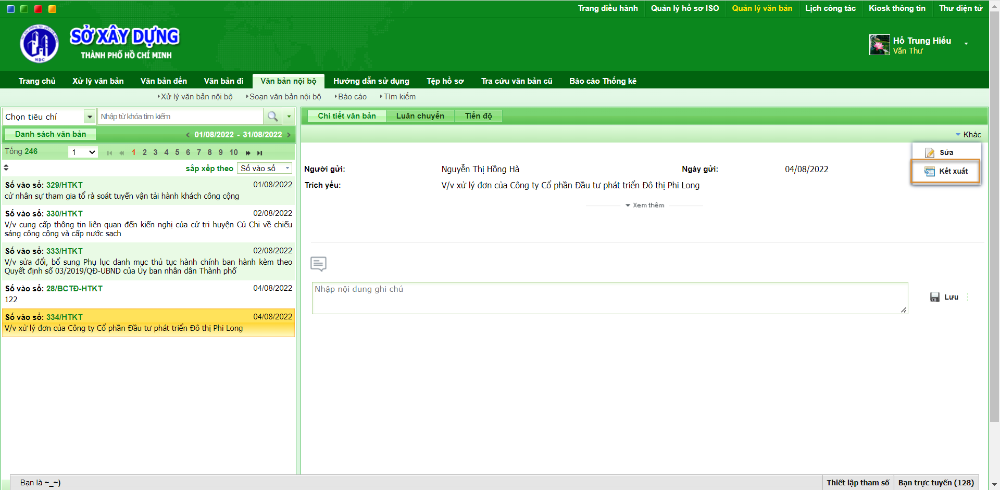 Trang điều hành Quản lý hồ sơ ISO Quản lý văn bản Lịch công tác Kiosk thông tin Thư điện tử
SỞ XÂY DỰNG
THÀNH PHỐ HỒ CHÍ MINH
HDC
Hồ Trung Hiếu
Văn Thư
Trang chủ Xử lý văn bản Văn bản đến Văn bản đi Văn bản nội bộ Hướng dẫn sử dụng Tệp hồ sơ Tra cứu văn bản cũ Báo cáo Thống kê
Xử lý văn bản nội bộ Soạn văn bản nội bộ Báo cáo Tìm kiếm
Chọn tiêu chí Nhập từ khóa tìm kiếm
Danh sách văn bản < 01/08/2022 - 31/08/2022 >
Tổng 246 1 1 2 3 4 5 6 7 8 9 10
sắp xếp theo Số vào sổ
Số vào sổ: 329/HTKT 01/08/2022
cử nhân sự tham gia tổ rà soát tuyến vận tải hành khách công cộng
Số vào sổ: 330/HTKT 02/08/2022
V/v cung cấp thông tin liên quan đến kiến nghị của cử tri huyện Củ Chi về chiếu
sáng công cộng và cấp nước sạch
Số vào sổ: 333/HTKT 02/08/2022
V/v sửa đổi, bổ sung Phụ lục danh mục thủ tục hành chính ban hành kèm theo
Quyết định số 03/2019/QĐ-UBND của Ủy ban nhân dân Thành phố
Số vào sổ: 28/BCTĐ-HTKT 04/08/2022
122
Số vào sổ: 334/HTKT 04/08/2022
V/v xử lý đơn của Công ty Cổ phần Đầu tư phát triển Đô thị Phi Long
Chi tiết văn bản Luân chuyển Tiến độ
Khác
Sửa
Kết xuất
Người gửi: Nguyễn Thị Hồng Hà Ngày gửi: 04/08/2022
Trích yếu: V/v xử lý đơn của Công ty Cổ phần Đầu tư phát triển Đô thị Phi Long
Xem thêm
Nhập nội dung ghi chú
Lưu
Bạn là ~_~) Thiết lập tham số Bạn trực tuyến (128)